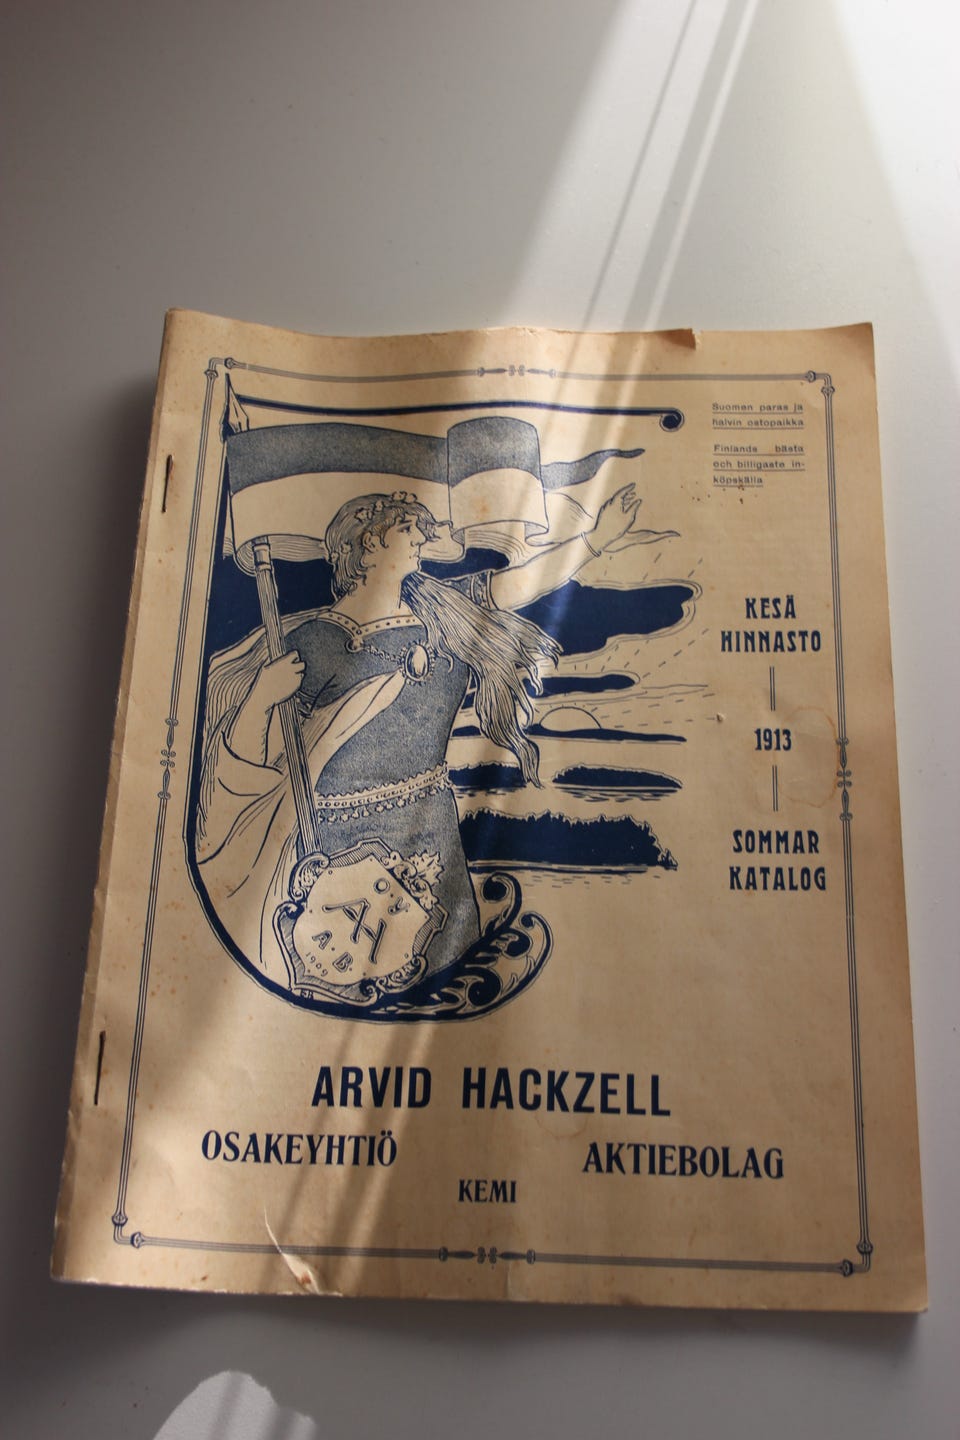 Suomen paras ja
halvin ostopaikka
Finlands bästa
och billigaste in-
köpskälla
KESÄ
HINNASTO
1913
SOMMAR
KATALOG
OY
AH
A.B.
1909
ARVID HACKZELL
OSAKEYHTIÖ AKTIEBOLAG
KEMI